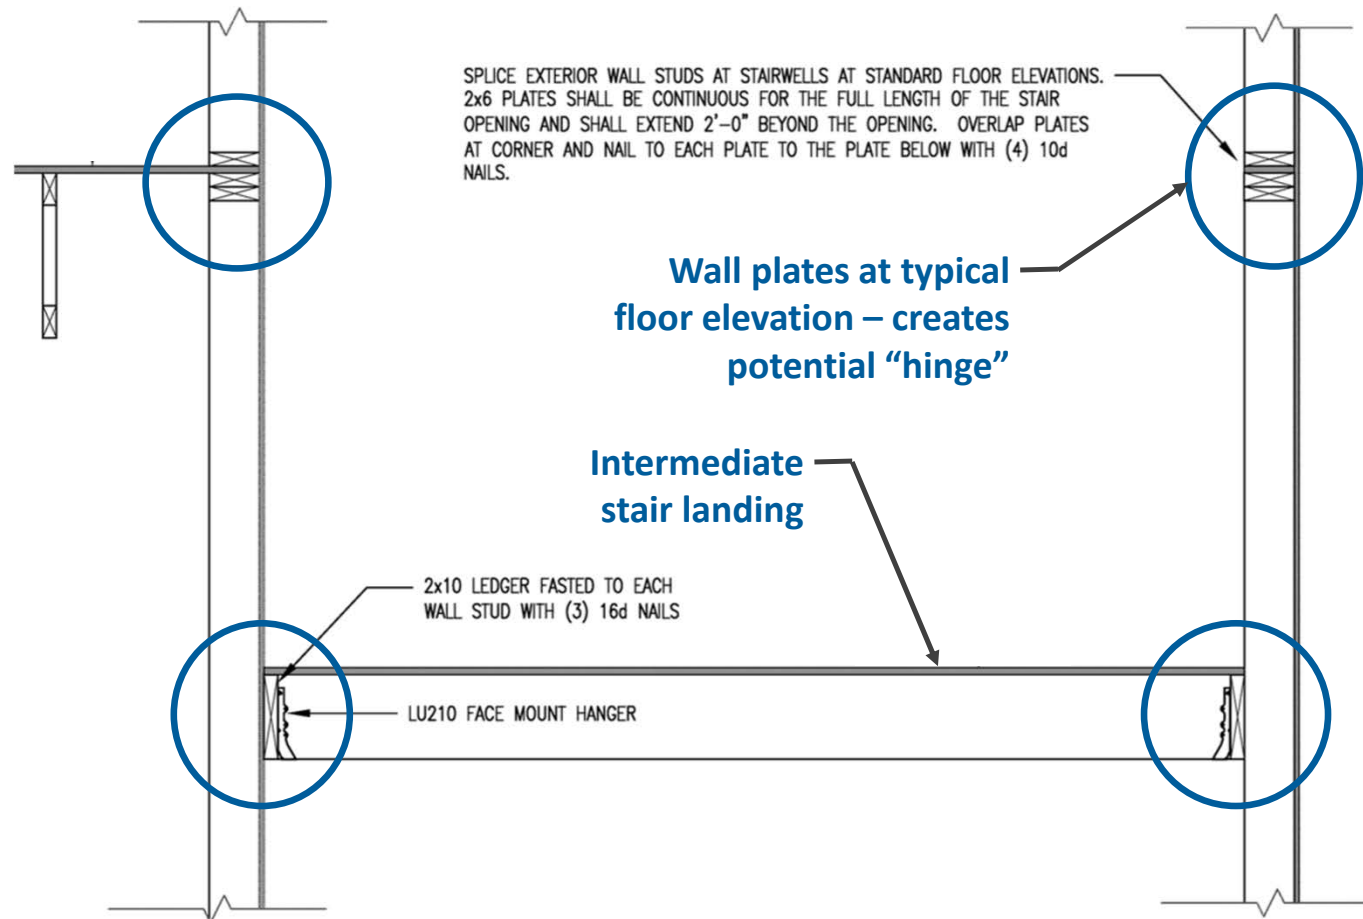 SPLICE EXTERIOR WALL STUDS AT STAIRWELLS AT STANDARD FLOOR ELEVATIONS.
2x6 PLATES SHALL BE CONTINUOUS FOR THE FULL LENGTH OF THE STAIR
OPENING AND SHALL EXTEND 2'-0" BEYOND THE OPENING. OVERLAP PLATES
AT CORNER AND NAIL TO EACH PLATE TO THE PLATE BELOW WITH (4) 10d
NAILS.
Wall plates at typical
floor elevation – creates
potential “hinge”
Intermediate
stair landing
2x10 LEDGER FASTED TO EACH
WALL STUD WITH (3) 16d NAILS
LU210 FACE MOUNT HANGER